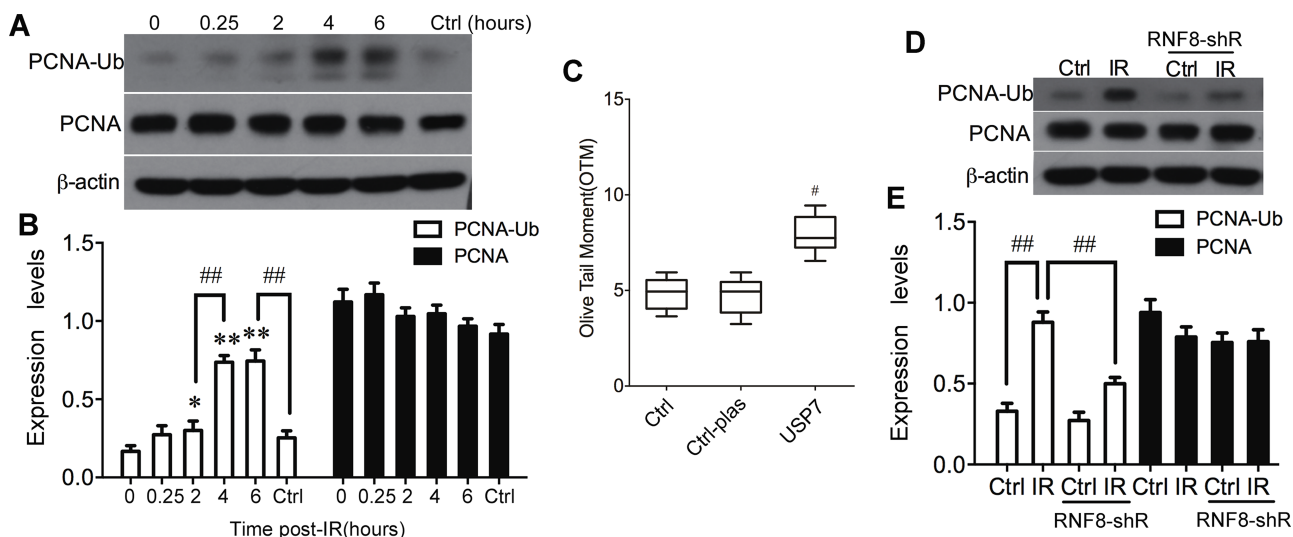 A
0 0.25 2 4 6 Ctrl (hours)
PCNA-Ub
PCNA
β-actin
B
PCNA-Ub
PCNA
Expression levels
1.5
1.0
0.5
0.0
## ##
* ** **
0 0.25 2 4 6 Ctrl 0 0.25 2 4 6 Ctrl
Time post-IR(hours)
C
Olive Tail Moment(OTM)
15
10
5
0
#
Ctrl
Ctrl-plas
USP7
D
RNF8-shR
Ctrl IR Ctrl IR
PCNA-Ub
PCNA
β-actin
E
PCNA-Ub
PCNA
Expression levels
1.5
1.0
0.5
0.0
## ##
Ctrl IR Ctrl IR Ctrl IR Ctrl IR
RNF8-shR RNF8-shR